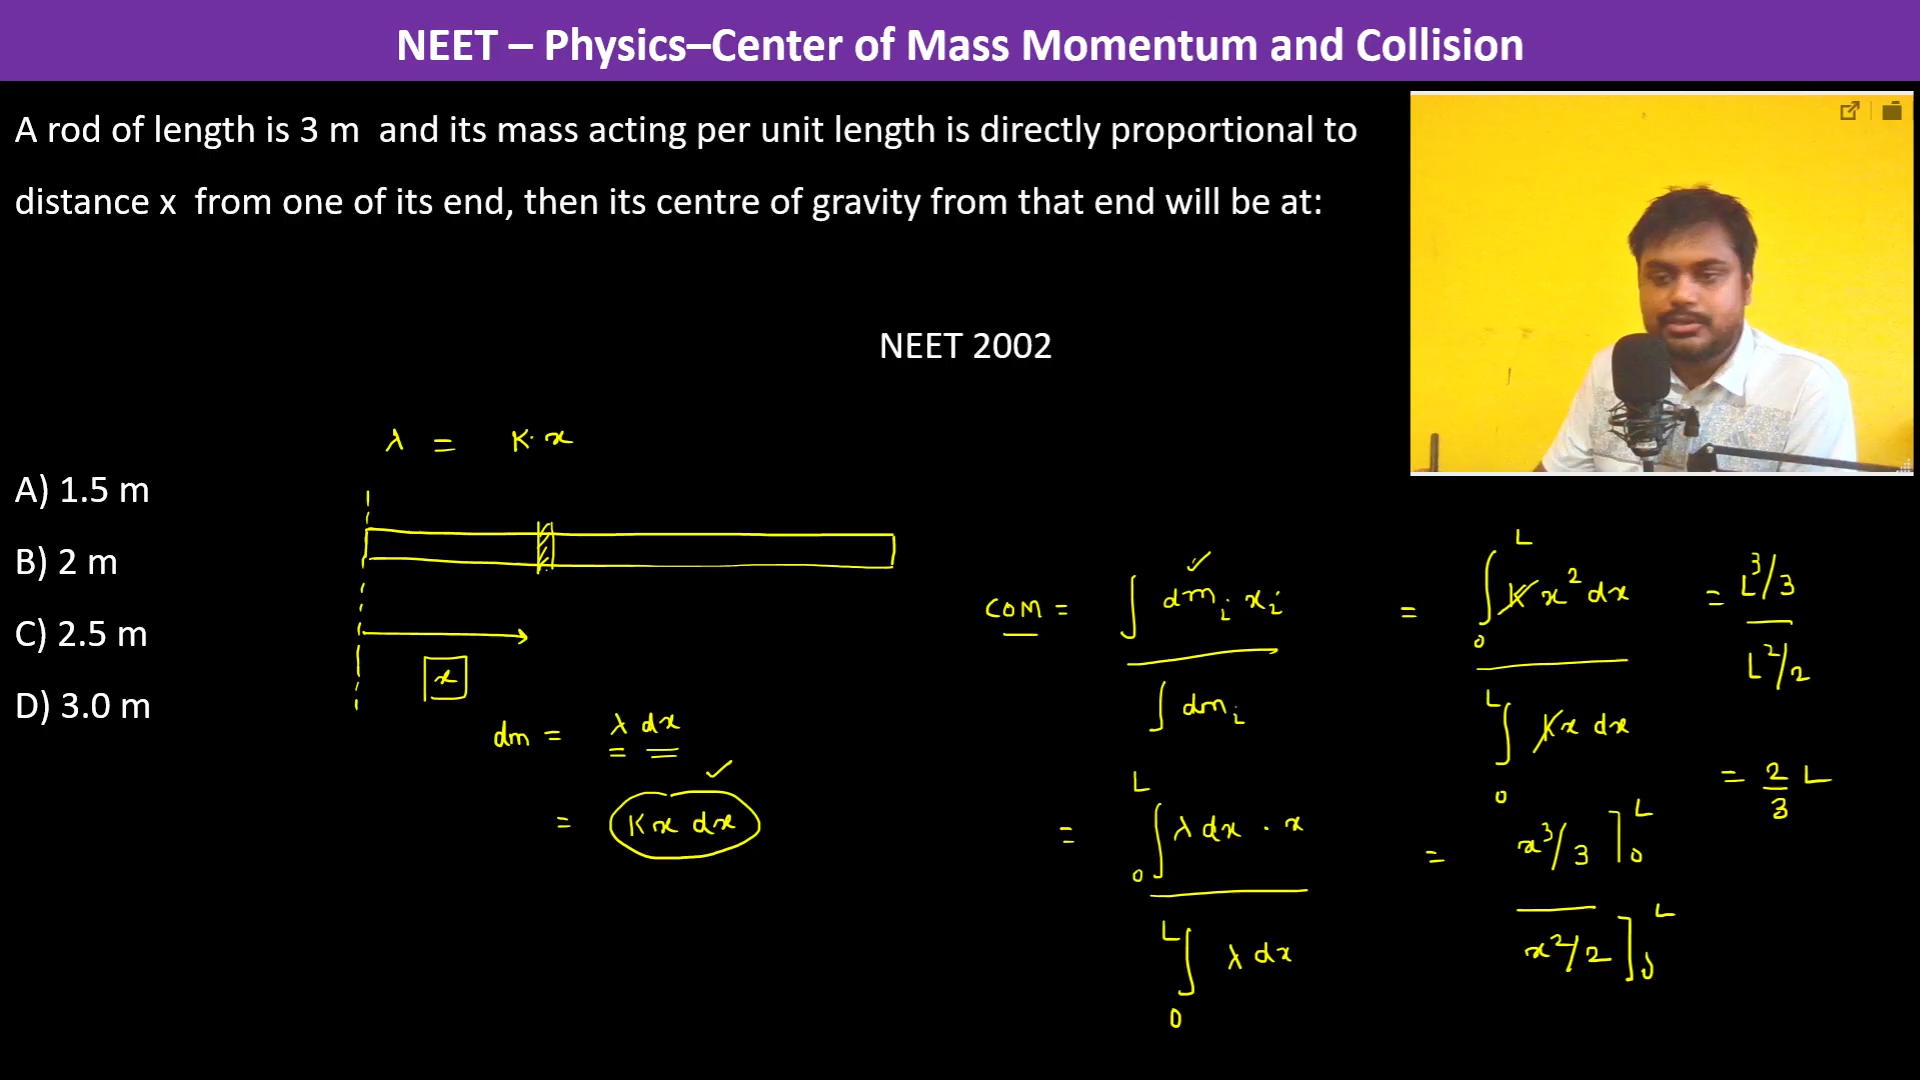 NEET – Physics–Center of Mass Momentum and Collision
A rod of length is 3 m and its mass acting per unit length is directly proportional to
distance x from one of its end, then its centre of gravity from that end will be at:
NEET 2002
λ = K·x
A) 1.5 m
B) 2 m
C) 2.5 m
D) 3.0 m
x
dm = λ dx
= Kx dx
COM = ∫ dmᵢ xᵢ / ∫ dmᵢ
= ∫₀ᴸ λ dx · x / ∫₀ᴸ λ dx
= ∫₀ᴸ K x² dx / ∫₀ᴸ Kx dx
= x³/3 ]₀ᴸ / x²/2 ]₀ᴸ
= L³/3 / L²/2
= 2/3 L